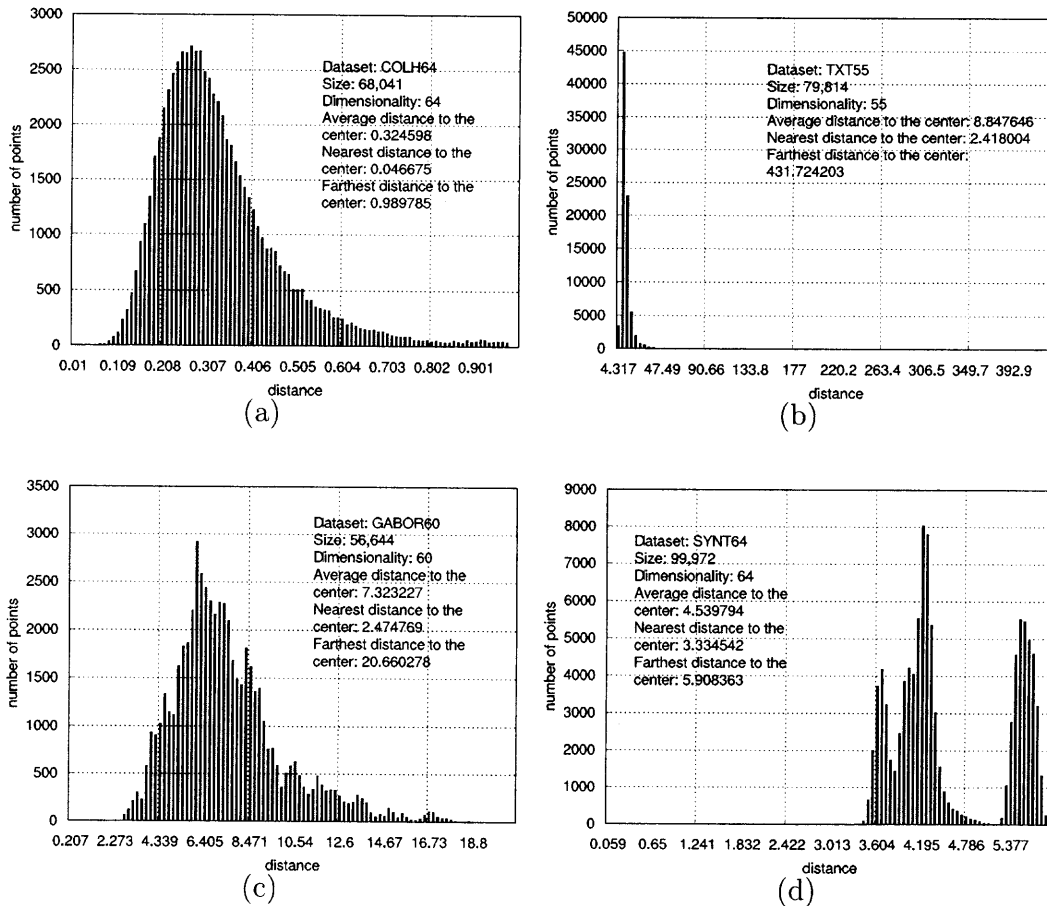 3000
2500
2000
1500
1000
500
0
number of points
Dataset: COLH64
Size: 68,041
Dimensionality: 64
Average distance to the
center: 0.324598
Nearest distance to the
center: 0.046675
Farthest distance to the
center: 0.989785
0.01 0.109 0.208 0.307 0.406 0.505 0.604 0.703 0.802 0.901
distance
(a)
50000
45000
40000
35000
30000
25000
20000
15000
10000
5000
0
number of points
Dataset: TXT55
Size: 79,814
Dimensionality: 55
Average distance to the center: 8.847646
Nearest distance to the center: 2.418004
Farthest distance to the center:
431.724203
4.317 47.49 90.66 133.8 177 220.2 263.4 306.5 349.7 392.9
distance
(b)
3500
3000
2500
2000
1500
1000
500
0
number of points
Dataset: GABOR60
Size: 56,644
Dimensionality: 60
Average distance to the
center: 7.323227
Nearest distance to the
center: 2.474769
Farthest distance to the
center: 20.660278
0.207 2.273 4.339 6.405 8.471 10.54 12.6 14.67 16.73 18.8
distance
(c)
9000
8000
7000
6000
5000
4000
3000
2000
1000
0
number of points
Dataset: SYNT64
Size: 99,972
Dimensionality: 64
Average distance to the
center: 4.539794
Nearest distance to the
center: 3.334542
Farthest distance to the
center: 5.908363
0.059 0.65 1.241 1.832 2.422 3.013 3.604 4.195 4.786 5.377
distance
(d)